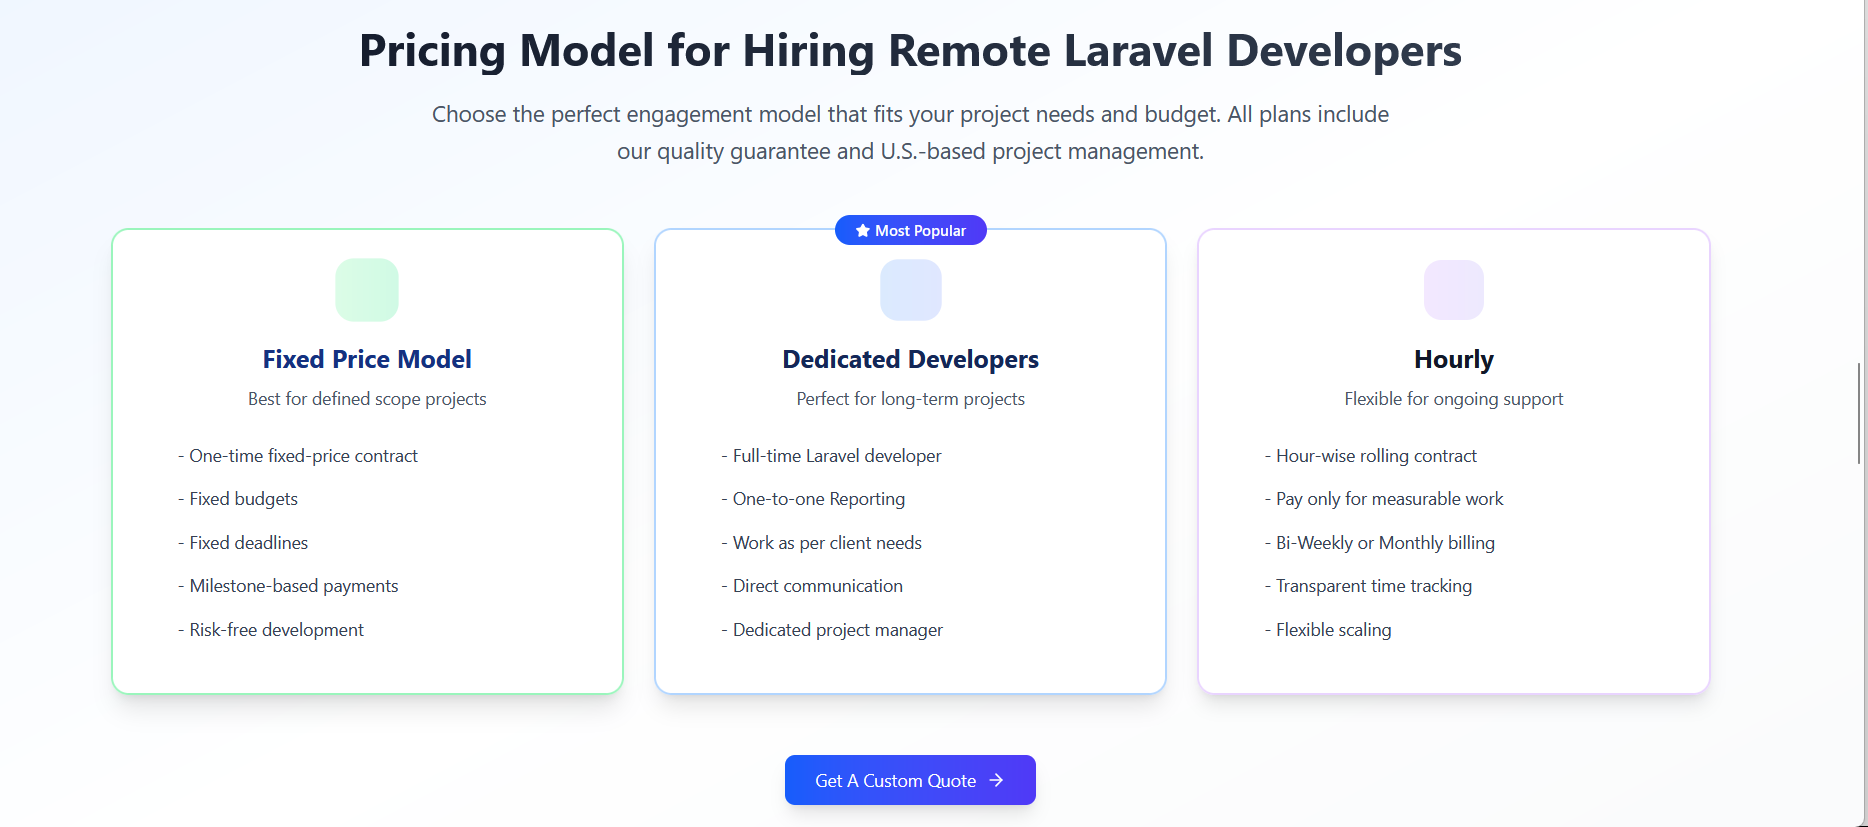 Pricing Model for Hiring Remote Laravel Developers
Choose the perfect engagement model that fits your project needs and budget. All plans include
our quality guarantee and U.S.-based project management.
Fixed Price Model
Best for defined scope projects
- One-time fixed-price contract
- Fixed budgets
- Fixed deadlines
- Milestone-based payments
- Risk-free development
Most Popular
Dedicated Developers
Perfect for long-term projects
- Full-time Laravel developer
- One-to-one Reporting
- Work as per client needs
- Direct communication
- Dedicated project manager
Hourly
Flexible for ongoing support
- Hour-wise rolling contract
- Pay only for measurable work
- Bi-Weekly or Monthly billing
- Transparent time tracking
- Flexible scaling
Get A Custom Quote